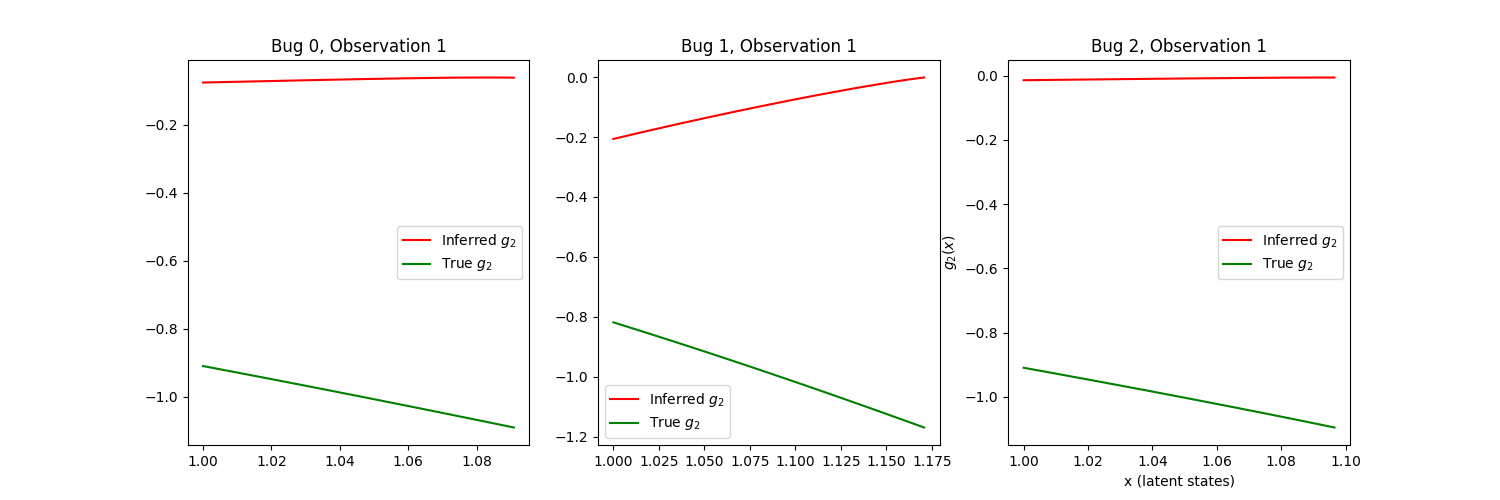 Bug 0, Observation 1
−0.2
−0.4
−0.6
−0.8
−1.0
Inferred g₂
True g₂
1.00 1.02 1.04 1.06 1.08
Bug 1, Observation 1
0.0
−0.2
−0.4
−0.6
−0.8
−1.0
−1.2
Inferred g₂
True g₂
1.000 1.025 1.050 1.075 1.100 1.125 1.150 1.175
Bug 2, Observation 1
g₂(x)
0.0
−0.2
−0.4
−0.6
−0.8
−1.0
Inferred g₂
True g₂
1.00 1.02 1.04 1.06 1.08 1.10
x (latent states)